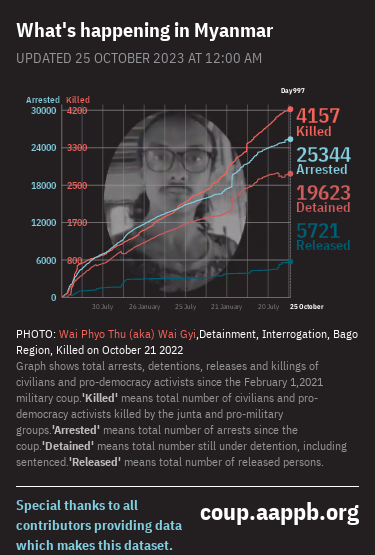 What's happening in Myanmar
UPDATED 25 OCTOBER 2023 AT 12:00 AM
Day997
Arrested Killed
30000 4200
24000 3300
18000 2500
12000 1700
6000 800
0
4157
Killed
25344
Arrested
19623
Detained
5721
Released
30 July 26 January 25 July 21 January 20 July 25 October
PHOTO: Wai Phyo Thu (aka) Wai Gyi,Detainment, Interrogation, Bago
Region, Killed on October 21 2022
Graph shows total arrests, detentions, releases and killings of
civilians and pro-democracy activists since the February 1,2021
military coup.'Killed' means total number of civilians and pro-
democracy activists killed by the junta and pro-military
groups.'Arrested' means total number of arrests since the
coup.'Detained' means total number still under detention, including
sentenced.'Released' means total number of released persons.
Special thanks to all
contributors providing data
which makes this dataset.
coup.aappb.org